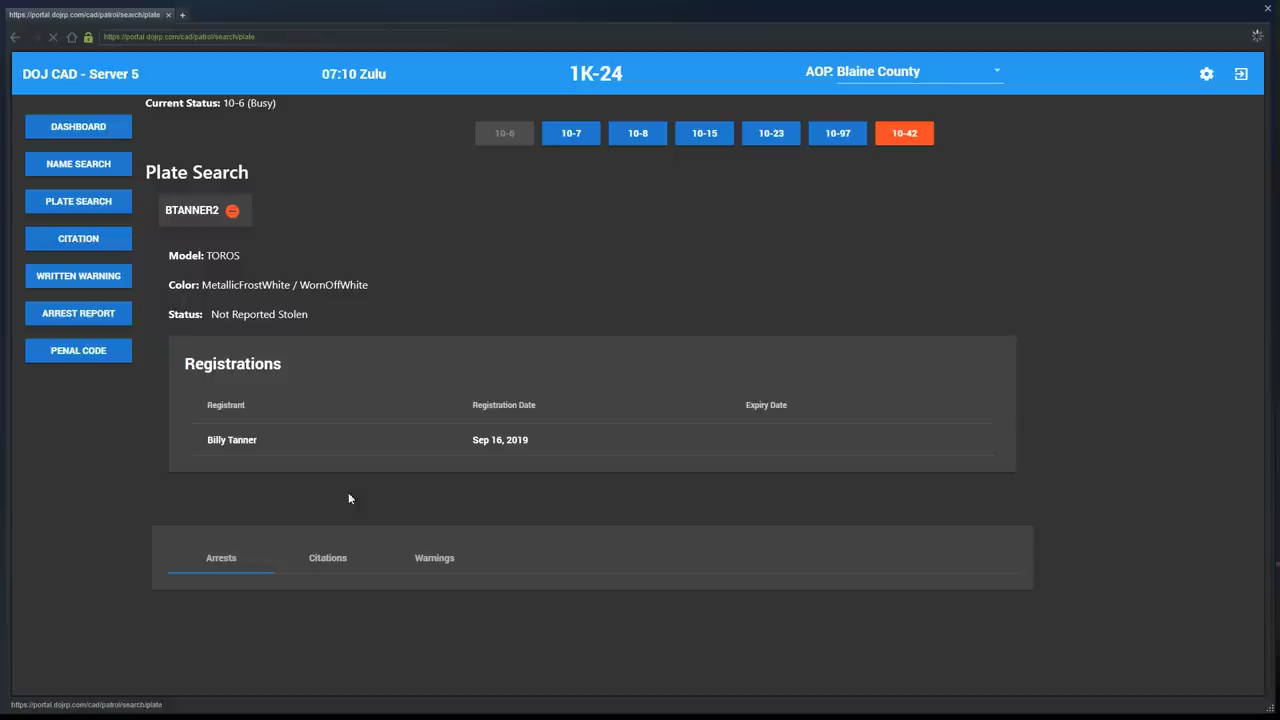 https://portal.dojrp.com/cad/patrol/search/plate × +
https://portal.dojrp.com/cad/patrol/search/plate
DOJ CAD - Server 5 07:10 Zulu 1K-24 AOP: Blaine County
Current Status: 10-6 (Busy)
10-6 10-7 10-8 10-15 10-23 10-97 10-42
DASHBOARD
NAME SEARCH
PLATE SEARCH
CITATION
WRITTEN WARNING
ARREST REPORT
PENAL CODE
Plate Search
BTANNER2
Model: TOROS
Color: MetallicFrostWhite / WornOffWhite
Status: Not Reported Stolen
Registrations
Registrant Registration Date Expiry Date
Billy Tanner Sep 16, 2019
Arrests Citations Warnings
https://portal.dojrp.com/cad/patrol/search/plate